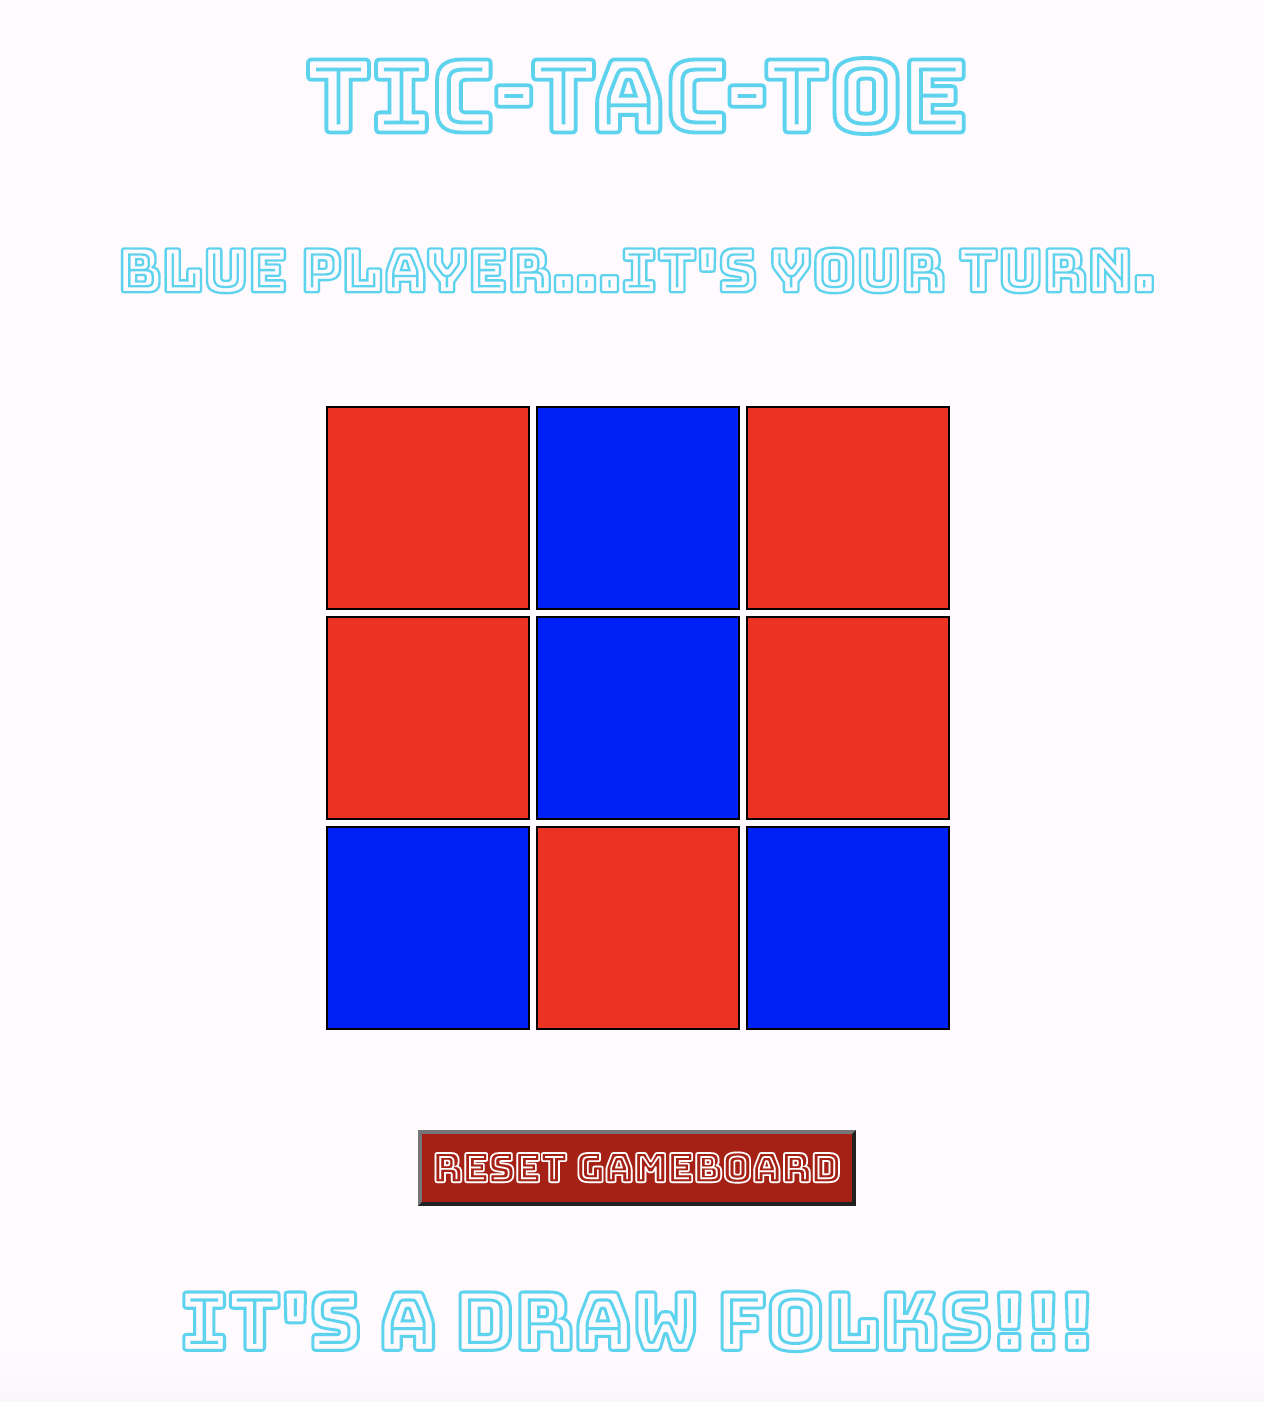 TIC-TAC-TOE
BLUE PLAYER...IT'S YOUR TURN.
RESET GAMEBOARD
IT'S A DRAW FOLKS!!!